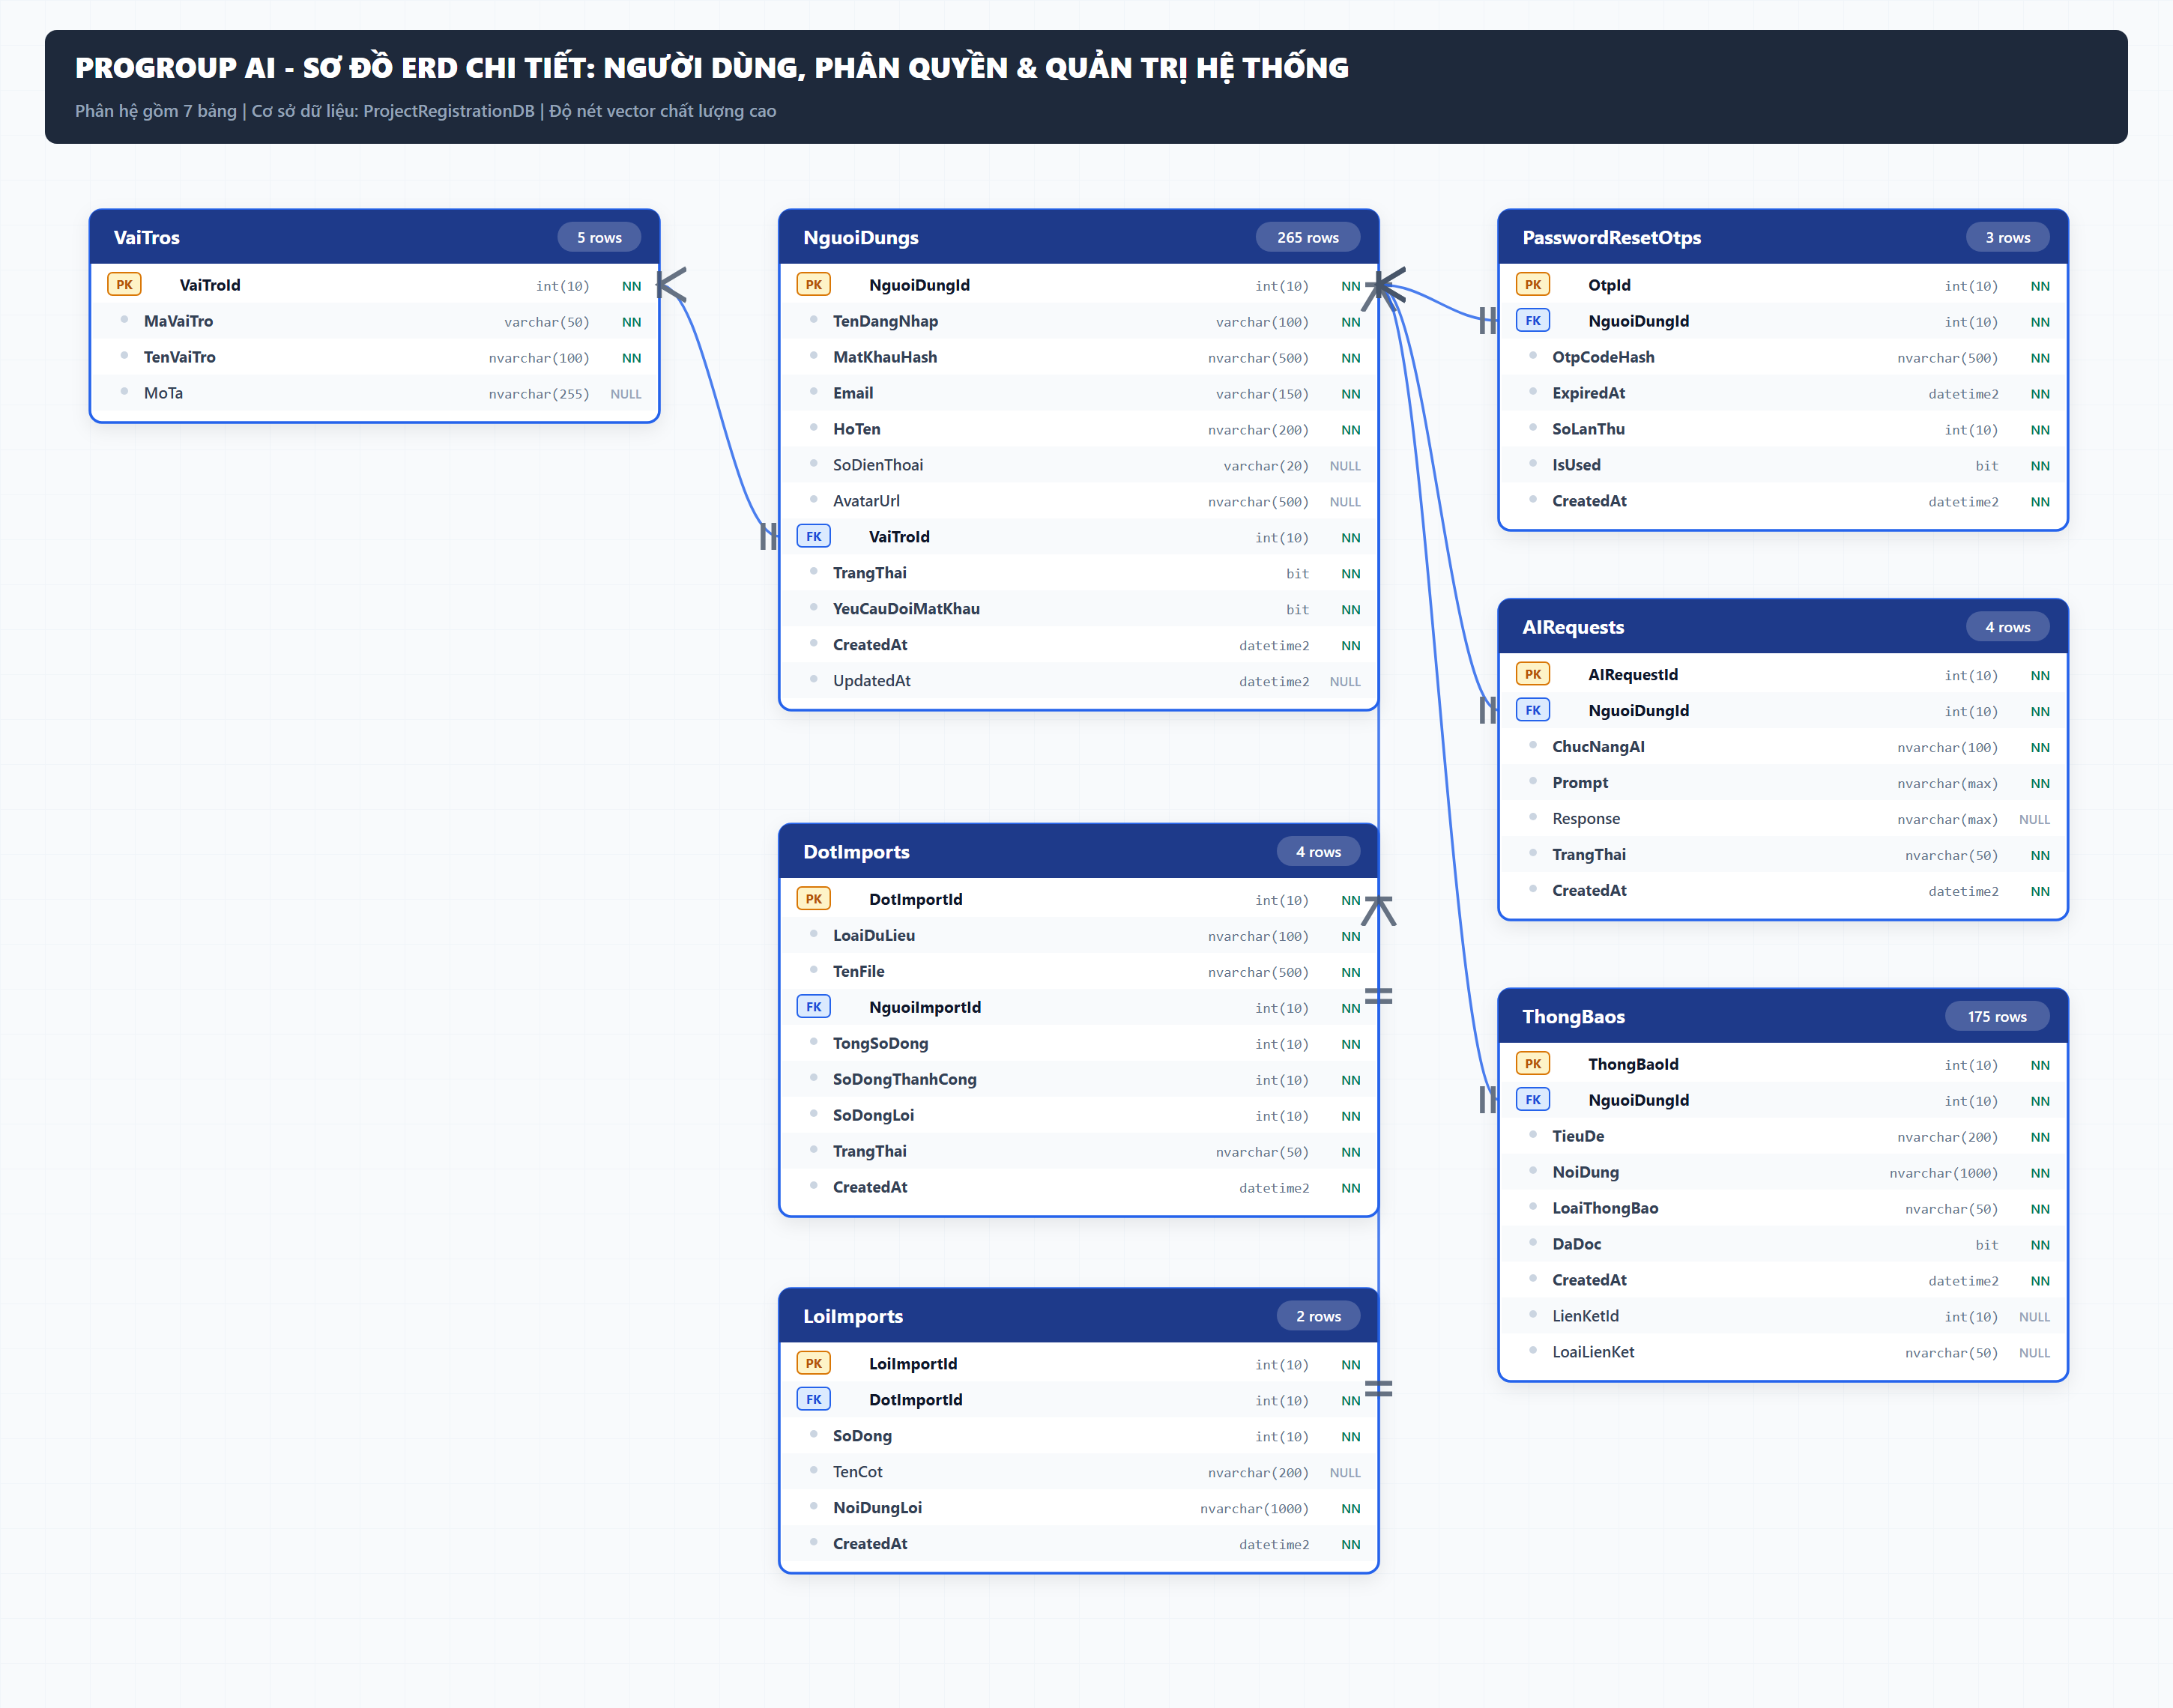 PROGROUP AI - SƠ ĐỒ ERD CHI TIẾT: NGƯỜI DÙNG, PHÂN QUYỀN & QUẢN TRỊ HỆ THỐNG
Phân hệ gồm 7 bảng | Cơ sở dữ liệu: ProjectRegistrationDB | Độ nét vector chất lượng cao
VaiTros 5 rows
PK VaiTroId int(10) NN
MaVaiTro varchar(50) NN
TenVaiTro nvarchar(100) NN
MoTa nvarchar(255) NULL
NguoiDungs 265 rows
PK NguoiDungId int(10) NN
TenDangNhap varchar(100) NN
MatKhauHash nvarchar(500) NN
Email varchar(150) NN
HoTen nvarchar(200) NN
SoDienThoai varchar(20) NULL
AvatarUrl nvarchar(500) NULL
FK VaiTroId int(10) NN
TrangThai bit NN
YeuCauDoiMatKhau bit NN
CreatedAt datetime2 NN
UpdatedAt datetime2 NULL
PasswordResetOtps 3 rows
PK OtpId int(10) NN
FK NguoiDungId int(10) NN
OtpCodeHash nvarchar(500) NN
ExpiredAt datetime2 NN
SoLanThu int(10) NN
IsUsed bit NN
CreatedAt datetime2 NN
AIRequests 4 rows
PK AIRequestId int(10) NN
FK NguoiDungId int(10) NN
ChucNangAI nvarchar(100) NN
Prompt nvarchar(max) NN
Response nvarchar(max) NULL
TrangThai nvarchar(50) NN
CreatedAt datetime2 NN
DotImports 4 rows
PK DotImportId int(10) NN
LoaiDuLieu nvarchar(100) NN
TenFile nvarchar(500) NN
FK NguoiImportId int(10) NN
TongSoDong int(10) NN
SoDongThanhCong int(10) NN
SoDongLoi int(10) NN
TrangThai nvarchar(50) NN
CreatedAt datetime2 NN
ThongBaos 175 rows
PK ThongBaoId int(10) NN
FK NguoiDungId int(10) NN
TieuDe nvarchar(200) NN
NoiDung nvarchar(1000) NN
LoaiThongBao nvarchar(50) NN
DaDoc bit NN
CreatedAt datetime2 NN
LienKetId int(10) NULL
LoaiLienKet nvarchar(50) NULL
LoiImports 2 rows
PK LoiImportId int(10) NN
FK DotImportId int(10) NN
SoDong int(10) NN
TenCot nvarchar(200) NULL
NoiDungLoi nvarchar(1000) NN
CreatedAt datetime2 NN